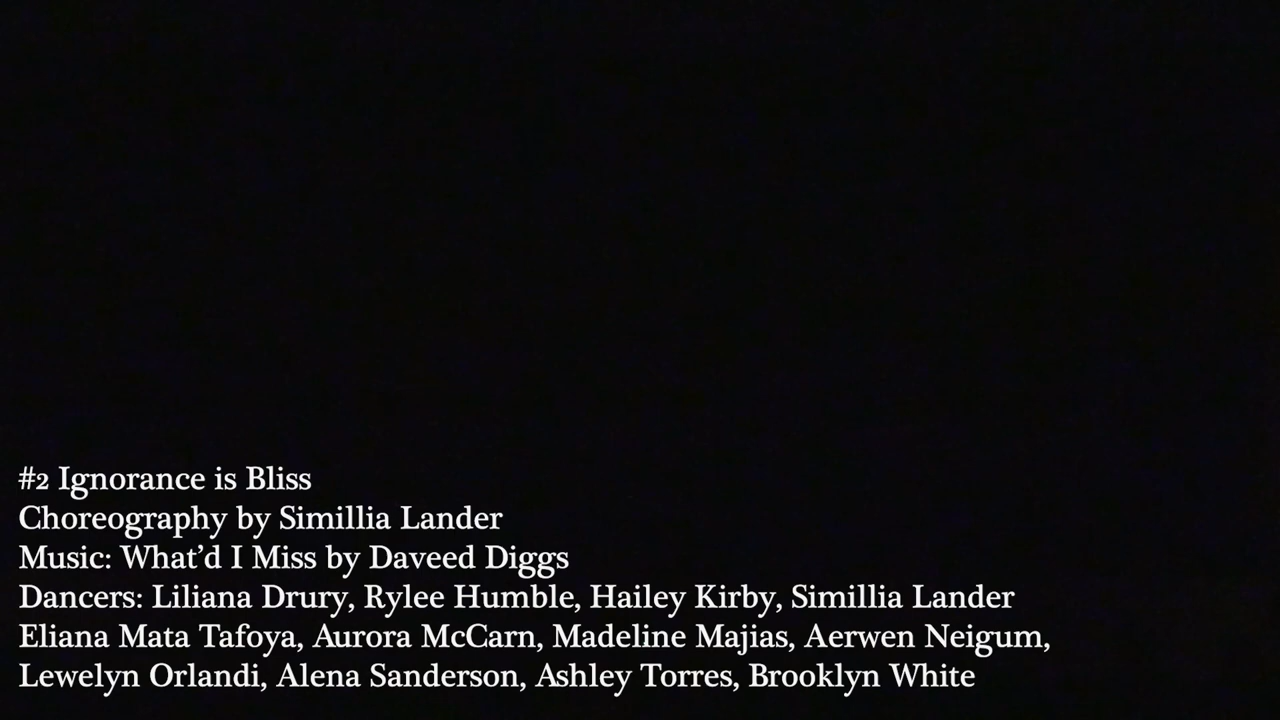 #2 Ignorance is Bliss
Choreography by Simillia Lander
Music: What’d I Miss by Daveed Diggs
Dancers: Liliana Drury, Rylee Humble, Hailey Kirby, Simillia Lander
Eliana Mata Tafoya, Aurora McCarn, Madeline Majias, Aerwen Neigum,
Lewelyn Orlandi, Alena Sanderson, Ashley Torres, Brooklyn White